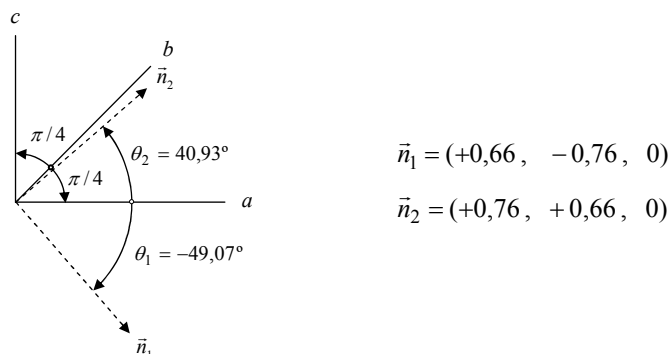 c
b
n⃗₂
π / 4
θ₂ = 40,93º
π / 4
a
θ₁ = −49,07º
n⃗₁
n⃗₁ = (+0,66 , −0,76 , 0)
n⃗₂ = (+0,76 , +0,66 , 0)